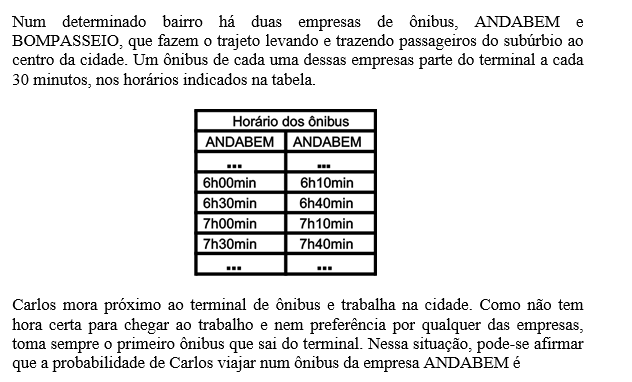 Num determinado bairro há duas empresas de ônibus, ANDABEM e
BOMPASSEIO, que fazem o trajeto levando e trazendo passageiros do subúrbio ao
centro da cidade. Um ônibus de cada uma dessas empresas parte do terminal a cada
30 minutos, nos horários indicados na tabela.
Horário dos ônibus
ANDABEM ANDABEM
... ...
6h00min 6h10min
6h30min 6h40min
7h00min 7h10min
7h30min 7h40min
... ...
Carlos mora próximo ao terminal de ônibus e trabalha na cidade. Como não tem
hora certa para chegar ao trabalho e nem preferência por qualquer das empresas,
toma sempre o primeiro ônibus que sai do terminal. Nessa situação, pode-se afirmar
que a probabilidade de Carlos viajar num ônibus da empresa ANDABEM é